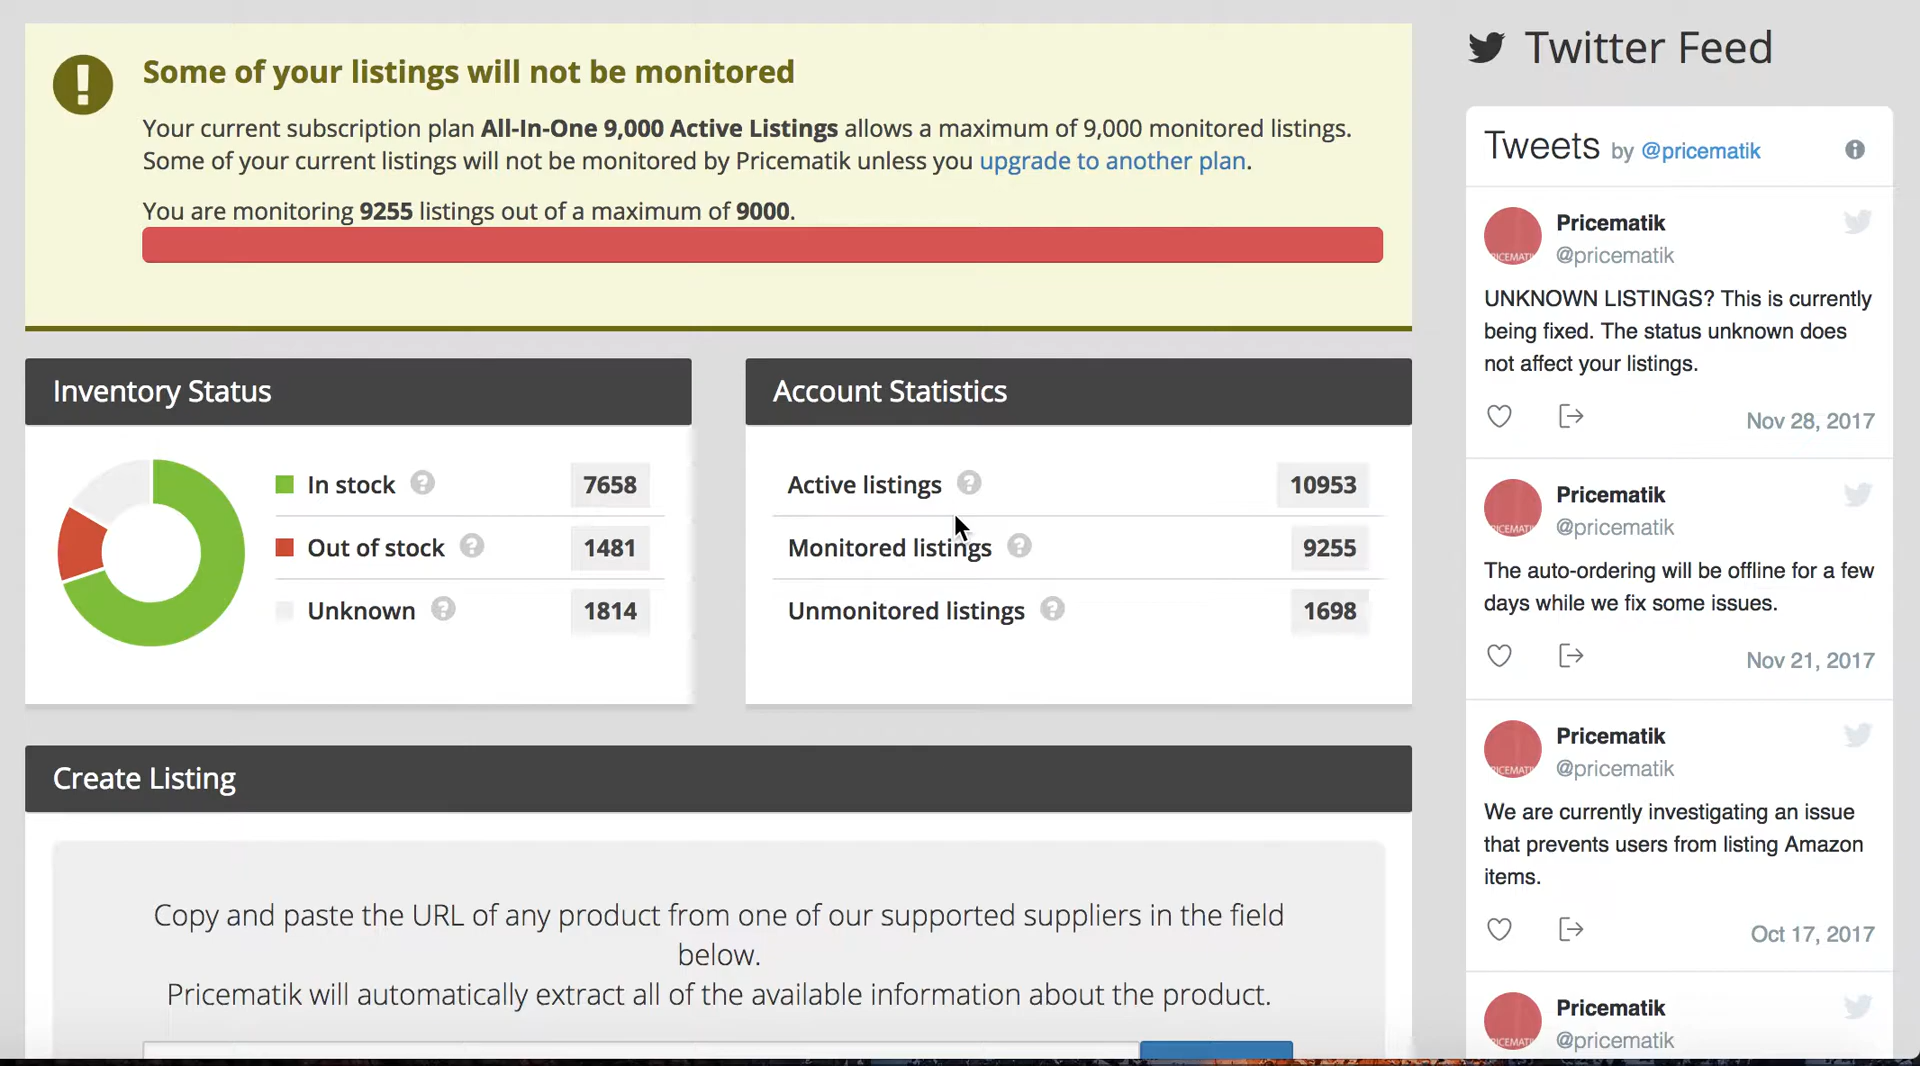 Some of your listings will not be monitored
Your current subscription plan All-In-One 9,000 Active Listings allows a maximum of 9,000 monitored listings.
Some of your current listings will not be monitored by Pricematik unless you upgrade to another plan.
You are monitoring 9255 listings out of a maximum of 9000.
Inventory Status
In stock ? 7658
Out of stock ? 1481
Unknown ? 1814
Account Statistics
Active listings ? 10953
Monitored listings ? 9255
Unmonitored listings ? 1698
Create Listing
Copy and paste the URL of any product from one of our supported suppliers in the field
below.
Pricematik will automatically extract all of the available information about the product.
Twitter Feed
Tweets by @pricematik
Pricematik
@pricematik
UNKNOWN LISTINGS? This is currently
being fixed. The status unknown does
not affect your listings.
Nov 28, 2017
Pricematik
@pricematik
The auto-ordering will be offline for a few
days while we fix some issues.
Nov 21, 2017
Pricematik
@pricematik
We are currently investigating an issue
that prevents users from listing Amazon
items.
Oct 17, 2017
Pricematik
@pricematik